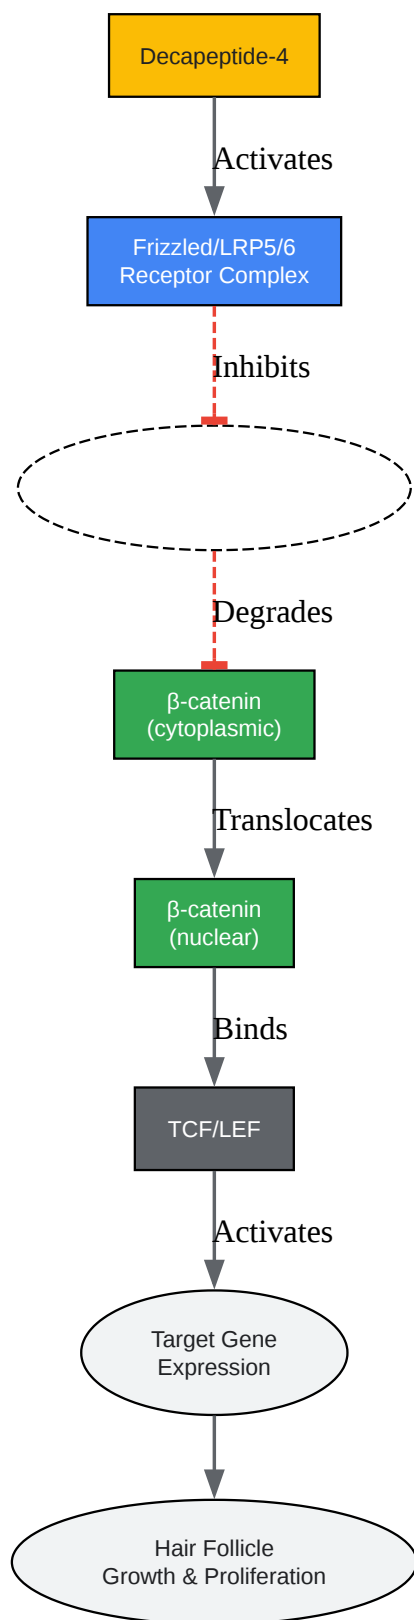 Decapeptide-4
Activates
Frizzled/LRP5/6
Receptor Complex
Inhibits
Degrades
β-catenin
(cytoplasmic)
Translocates
β-catenin
(nuclear)
Binds
TCF/LEF
Activates
Target Gene
Expression
Hair Follicle
Growth & Proliferation